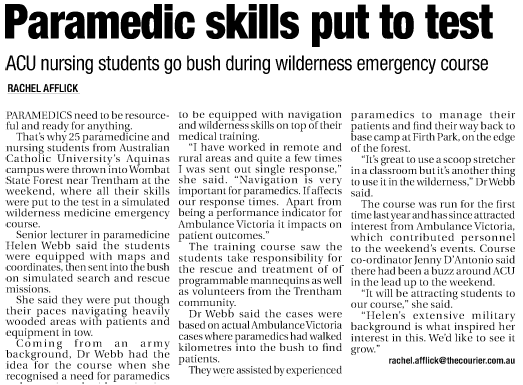 Paramedic skills put to test
ACU nursing students go bush during wilderness emergency course
RACHEL AFFLICK
PARAMEDICS need to be resource-
ful and ready for anything.
That's why 25 paramedicine and
nursing students from Australian
Catholic University's Aquinas
campus were thrown into Wombat
State Forest near Trentham at the
weekend, where all their skills
were put to the test in a simulated
wilderness medicine emergency
course.
Senior lecturer in paramedicine
Helen Webb said the students
were equipped with maps and
coordinates, then sent into the bush
on simulated search and rescue
missions.
She said they were put though
their paces navigating heavily
wooded areas with patients and
equipment in tow.
Coming from an army
background, Dr Webb had the
idea for the course when she
recognised a need for paramedics
to be equipped with navigation
and wilderness skills on top of their
medical training.
"I have worked in remote and
rural areas and quite a few times
I was sent out single response,"
she said. "Navigation is very
important for paramedics. If affects
our response times. Apart from
being a performance indicator for
Ambulance Victoria it impacts on
patient outcomes."
The training course saw the
students take responsibility for
the rescue and treatment of of
programmable mannequins as well
as volunteers from the Trentham
community.
Dr Webb said the cases were
based on actual Ambulance Victoria
cases where paramedics had walked
kilometres into the bush to find
patients.
They were assisted by experienced
paramedics to manage their
patients and find their way back to
base camp at Firth Park, on the edge
of the forest.
"It's great to use a scoop stretcher
in a classroom but it's another thing
to use it in the wilderness," Dr Webb
said.
The course was run for the first
time last year and has since attracted
interest from Ambulance Victoria,
which contributed personnel
to the weekend's events. Course
co-ordinator Jenny D'Antonio said
there had been a buzz around ACU
in the lead up to the weekend.
"It will be attracting students to
our course," she said.
"Helen's extensive military
background is what inspired her
interest in this. We'd like to see it
grow."
rachel.afflick@thecourier.com.au